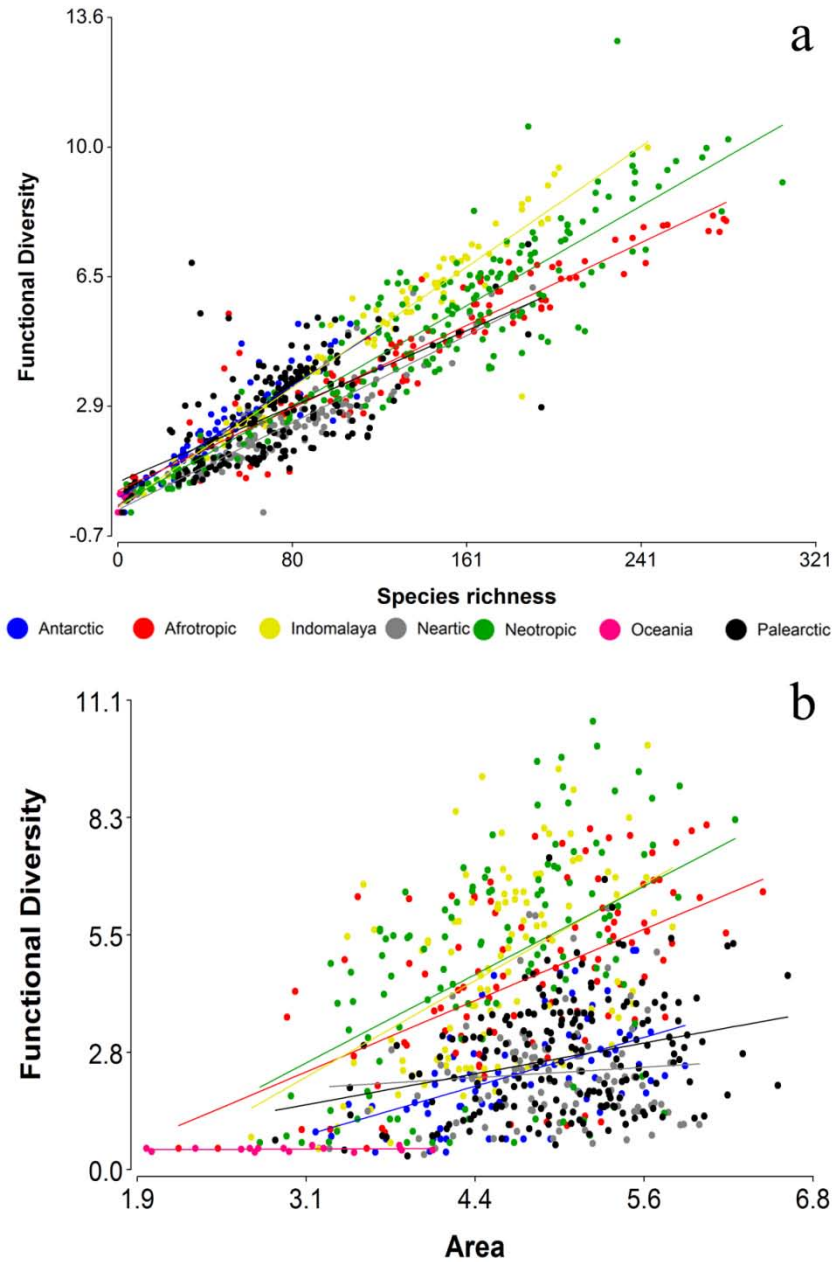 a
13.6
10.0
6.5
2.9
-0.7
Functional Diversity
0 80 161 241 321
Species richness
Antarctic Afrotropic Indomalaya Neartic Neotropic Oceania Palearctic
b
11.1
8.3
5.5
2.8
0.0
Functional Diversity
1.9 3.1 4.4 5.6 6.8
Area